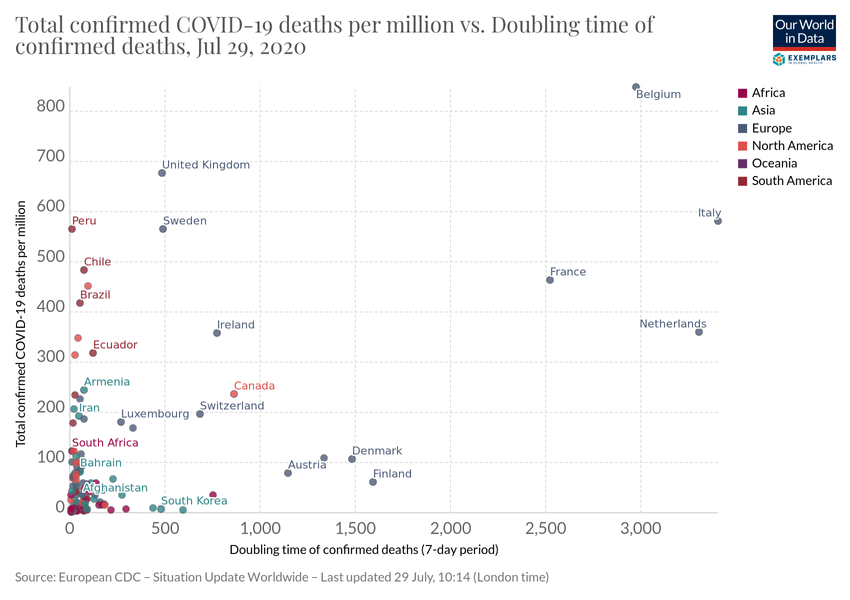 Total confirmed COVID-19 deaths per million vs. Doubling time of
confirmed deaths, Jul 29, 2020
Our World
in Data
EXEMPLARS
IN GLOBAL HEALTH
Africa
Asia
Europe
North America
Oceania
South America
Total confirmed COVID-19 deaths per million
800
700
600
500
400
300
200
100
0
Belgium
United Kingdom
Italy
Peru
Sweden
Chile
France
Brazil
Ireland
Netherlands
Ecuador
Armenia
Canada
Iran
Luxembourg
Switzerland
South Africa
Bahrain
Austria
Denmark
Finland
Afghanistan
South Korea
0
500
1,000
1,500
2,000
2,500
3,000
Doubling time of confirmed deaths (7-day period)
Source: European CDC – Situation Update Worldwide – Last updated 29 July, 10:14 (London time)